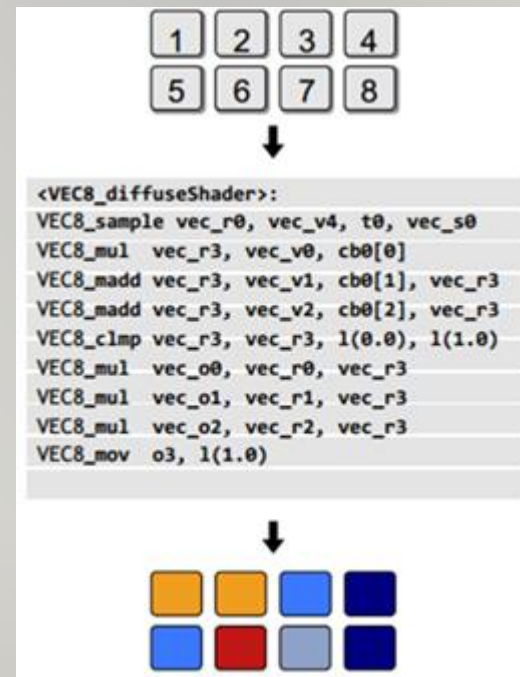 1 2 3 4
5 6 7 8
<VEC8_diffuseShader>:
VEC8_sample vec_r0, vec_v4, t0, vec_s0
VEC8_mul vec_r3, vec_v0, cb0[0]
VEC8_madd vec_r3, vec_v1, cb0[1], vec_r3
VEC8_madd vec_r3, vec_v2, cb0[2], vec_r3
VEC8_clmp vec_r3, vec_r3, l(0.0), l(1.0)
VEC8_mul vec_o0, vec_r0, vec_r3
VEC8_mul vec_o1, vec_r1, vec_r3
VEC8_mul vec_o2, vec_r2, vec_r3
VEC8_mov o3, l(1.0)